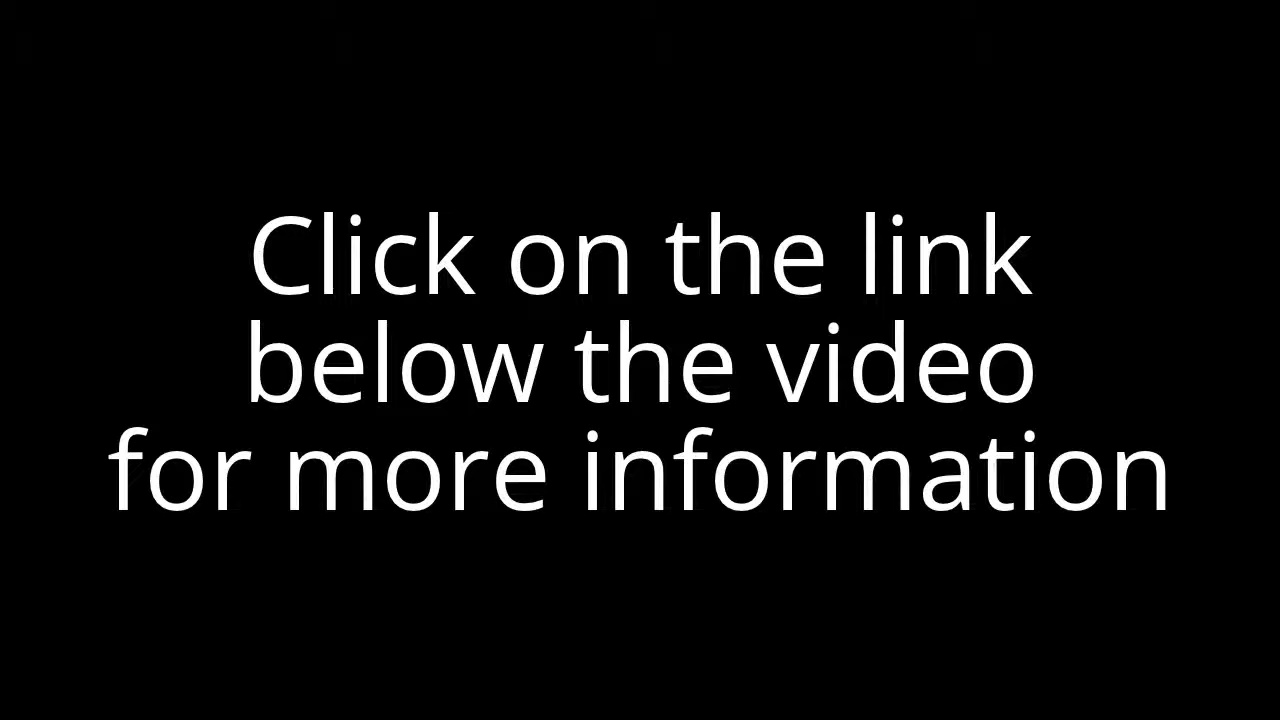 Click on the link
below the video
for more information